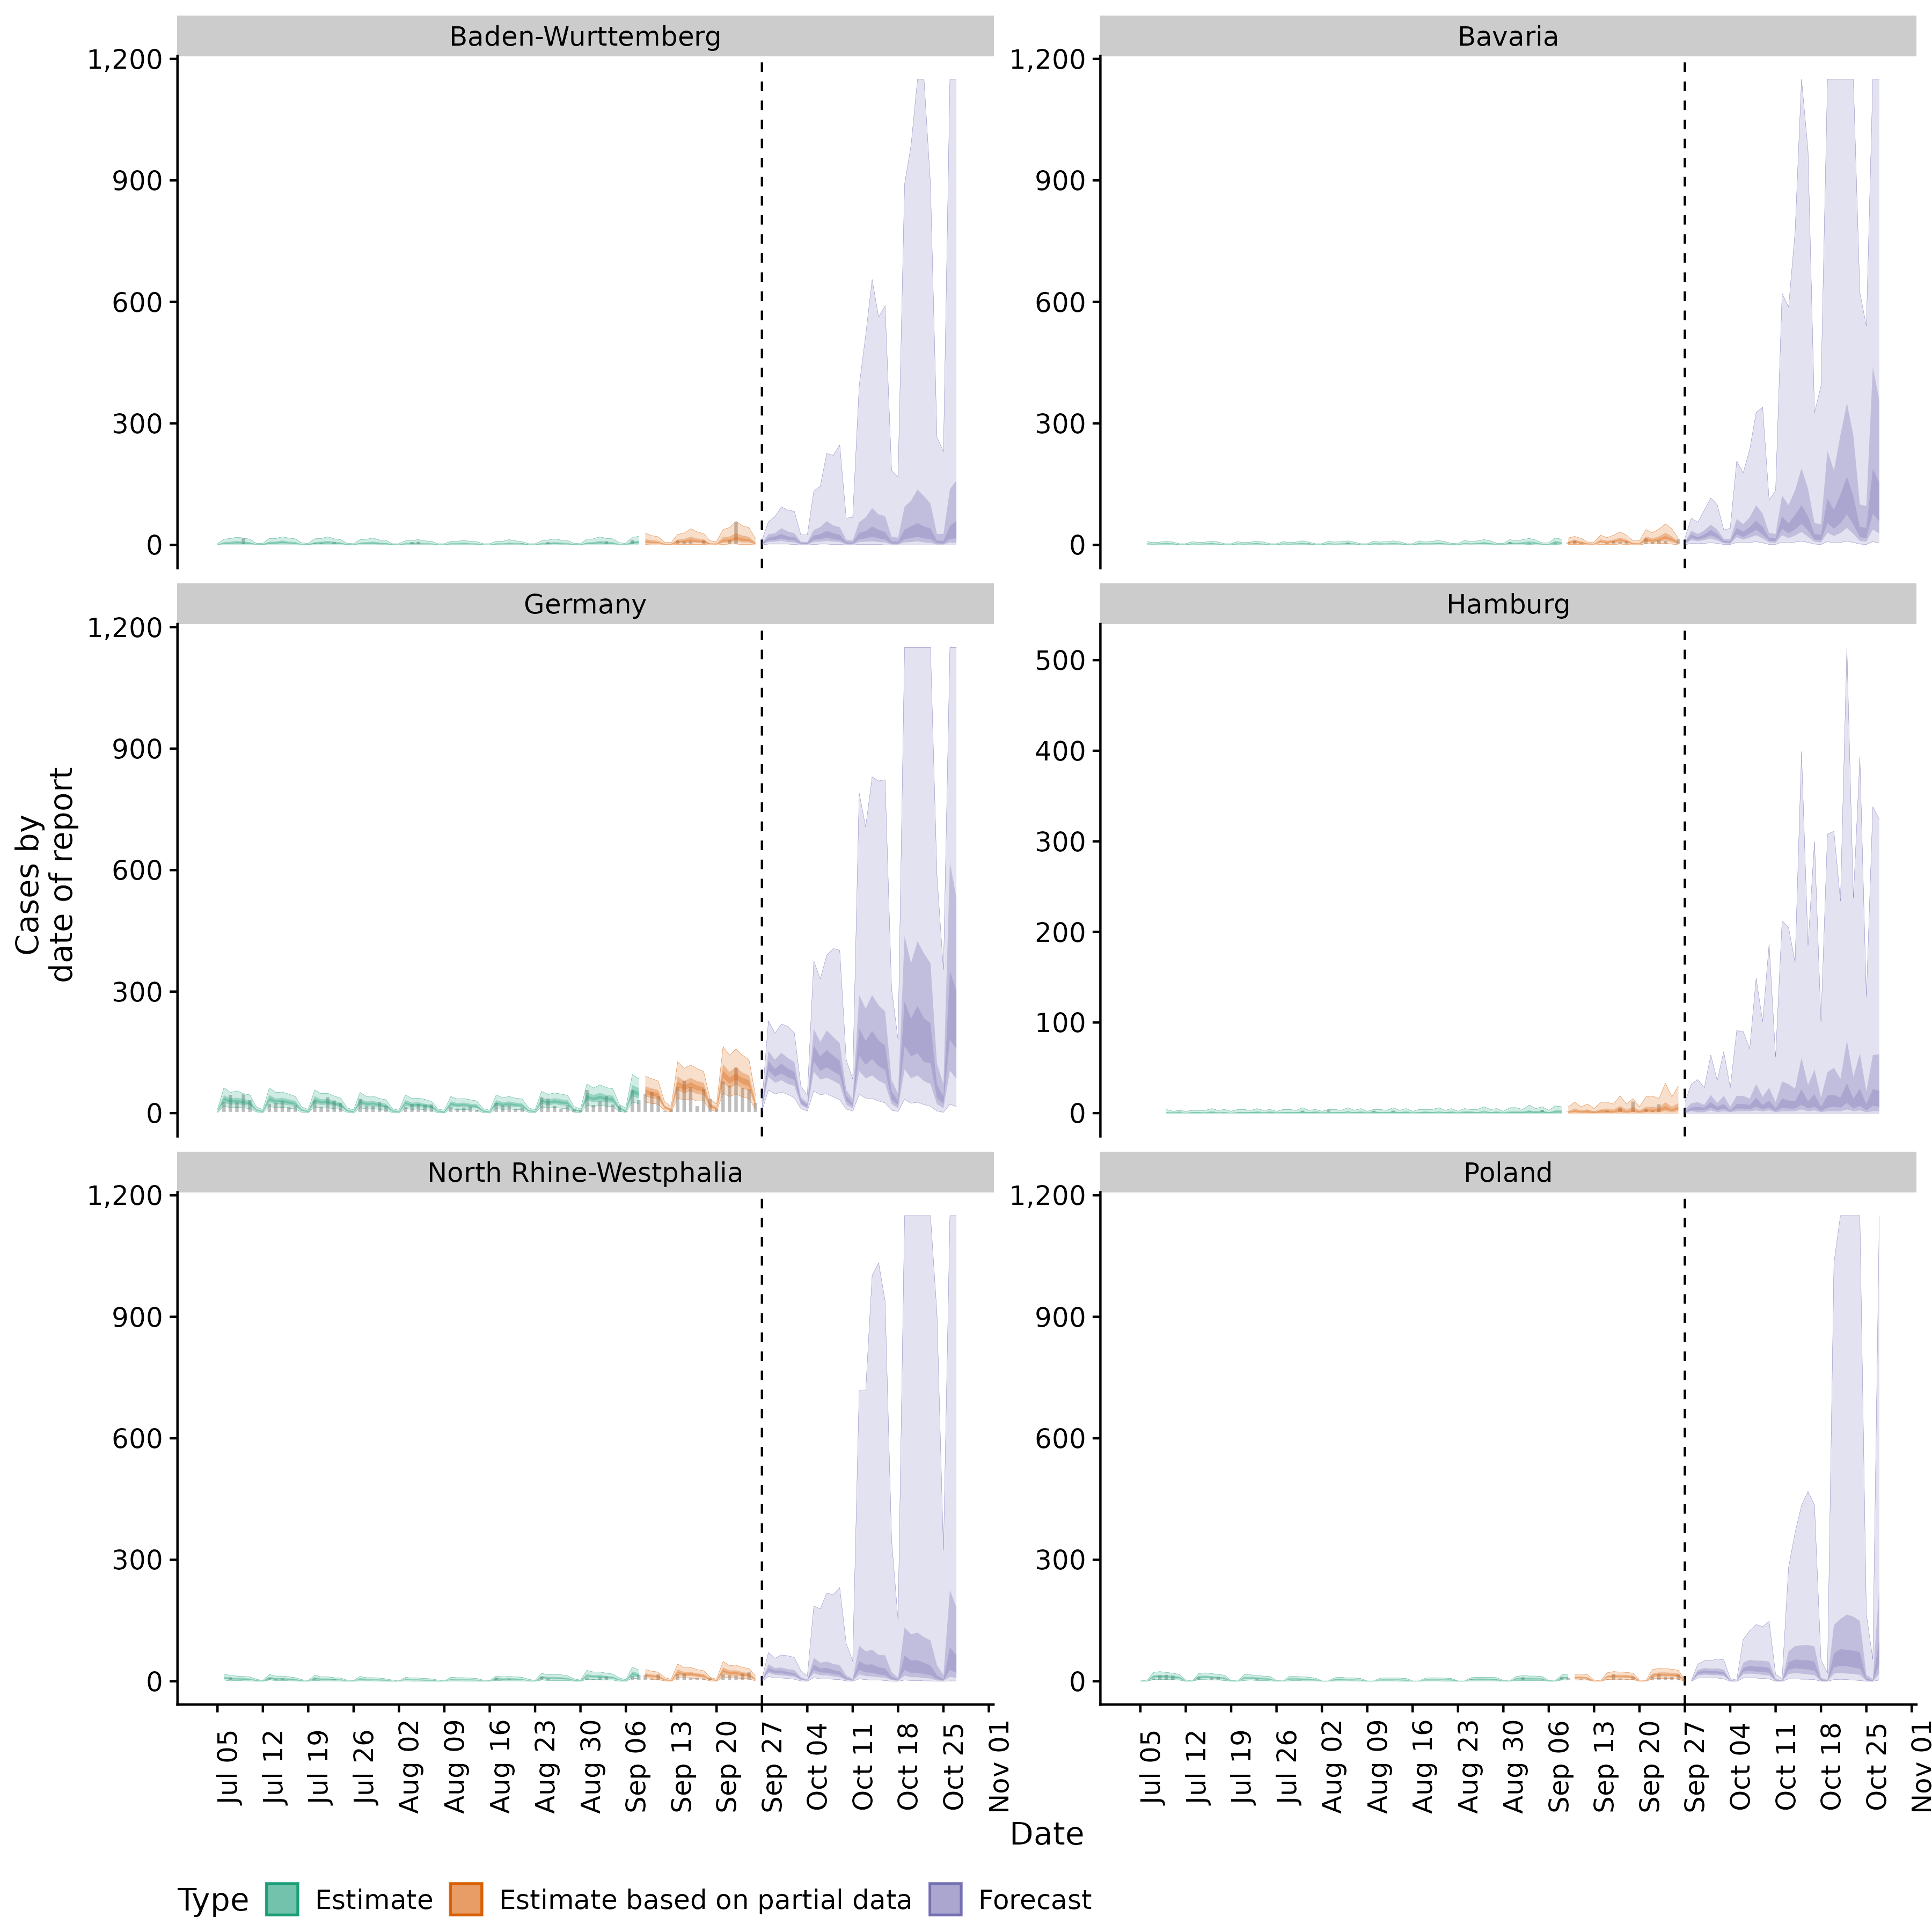 Baden-Wurttemberg
Bavaria
1,200
900
600
300
0
1,200
900
600
300
0
Germany
Hamburg
1,200
900
600
300
0
500
400
300
200
100
0
Cases by
date of report
North Rhine-Westphalia
Poland
1,200
900
600
300
0
1,200
900
600
300
0
Jul 05
Jul 12
Jul 19
Jul 26
Aug 02
Aug 09
Aug 16
Aug 23
Aug 30
Sep 06
Sep 13
Sep 20
Sep 27
Oct 04
Oct 11
Oct 18
Oct 25
Nov 01
Jul 05
Jul 12
Jul 19
Jul 26
Aug 02
Aug 09
Aug 16
Aug 23
Aug 30
Sep 06
Sep 13
Sep 20
Sep 27
Oct 04
Oct 11
Oct 18
Oct 25
Nov 01
Date
Type Estimate Estimate based on partial data Forecast